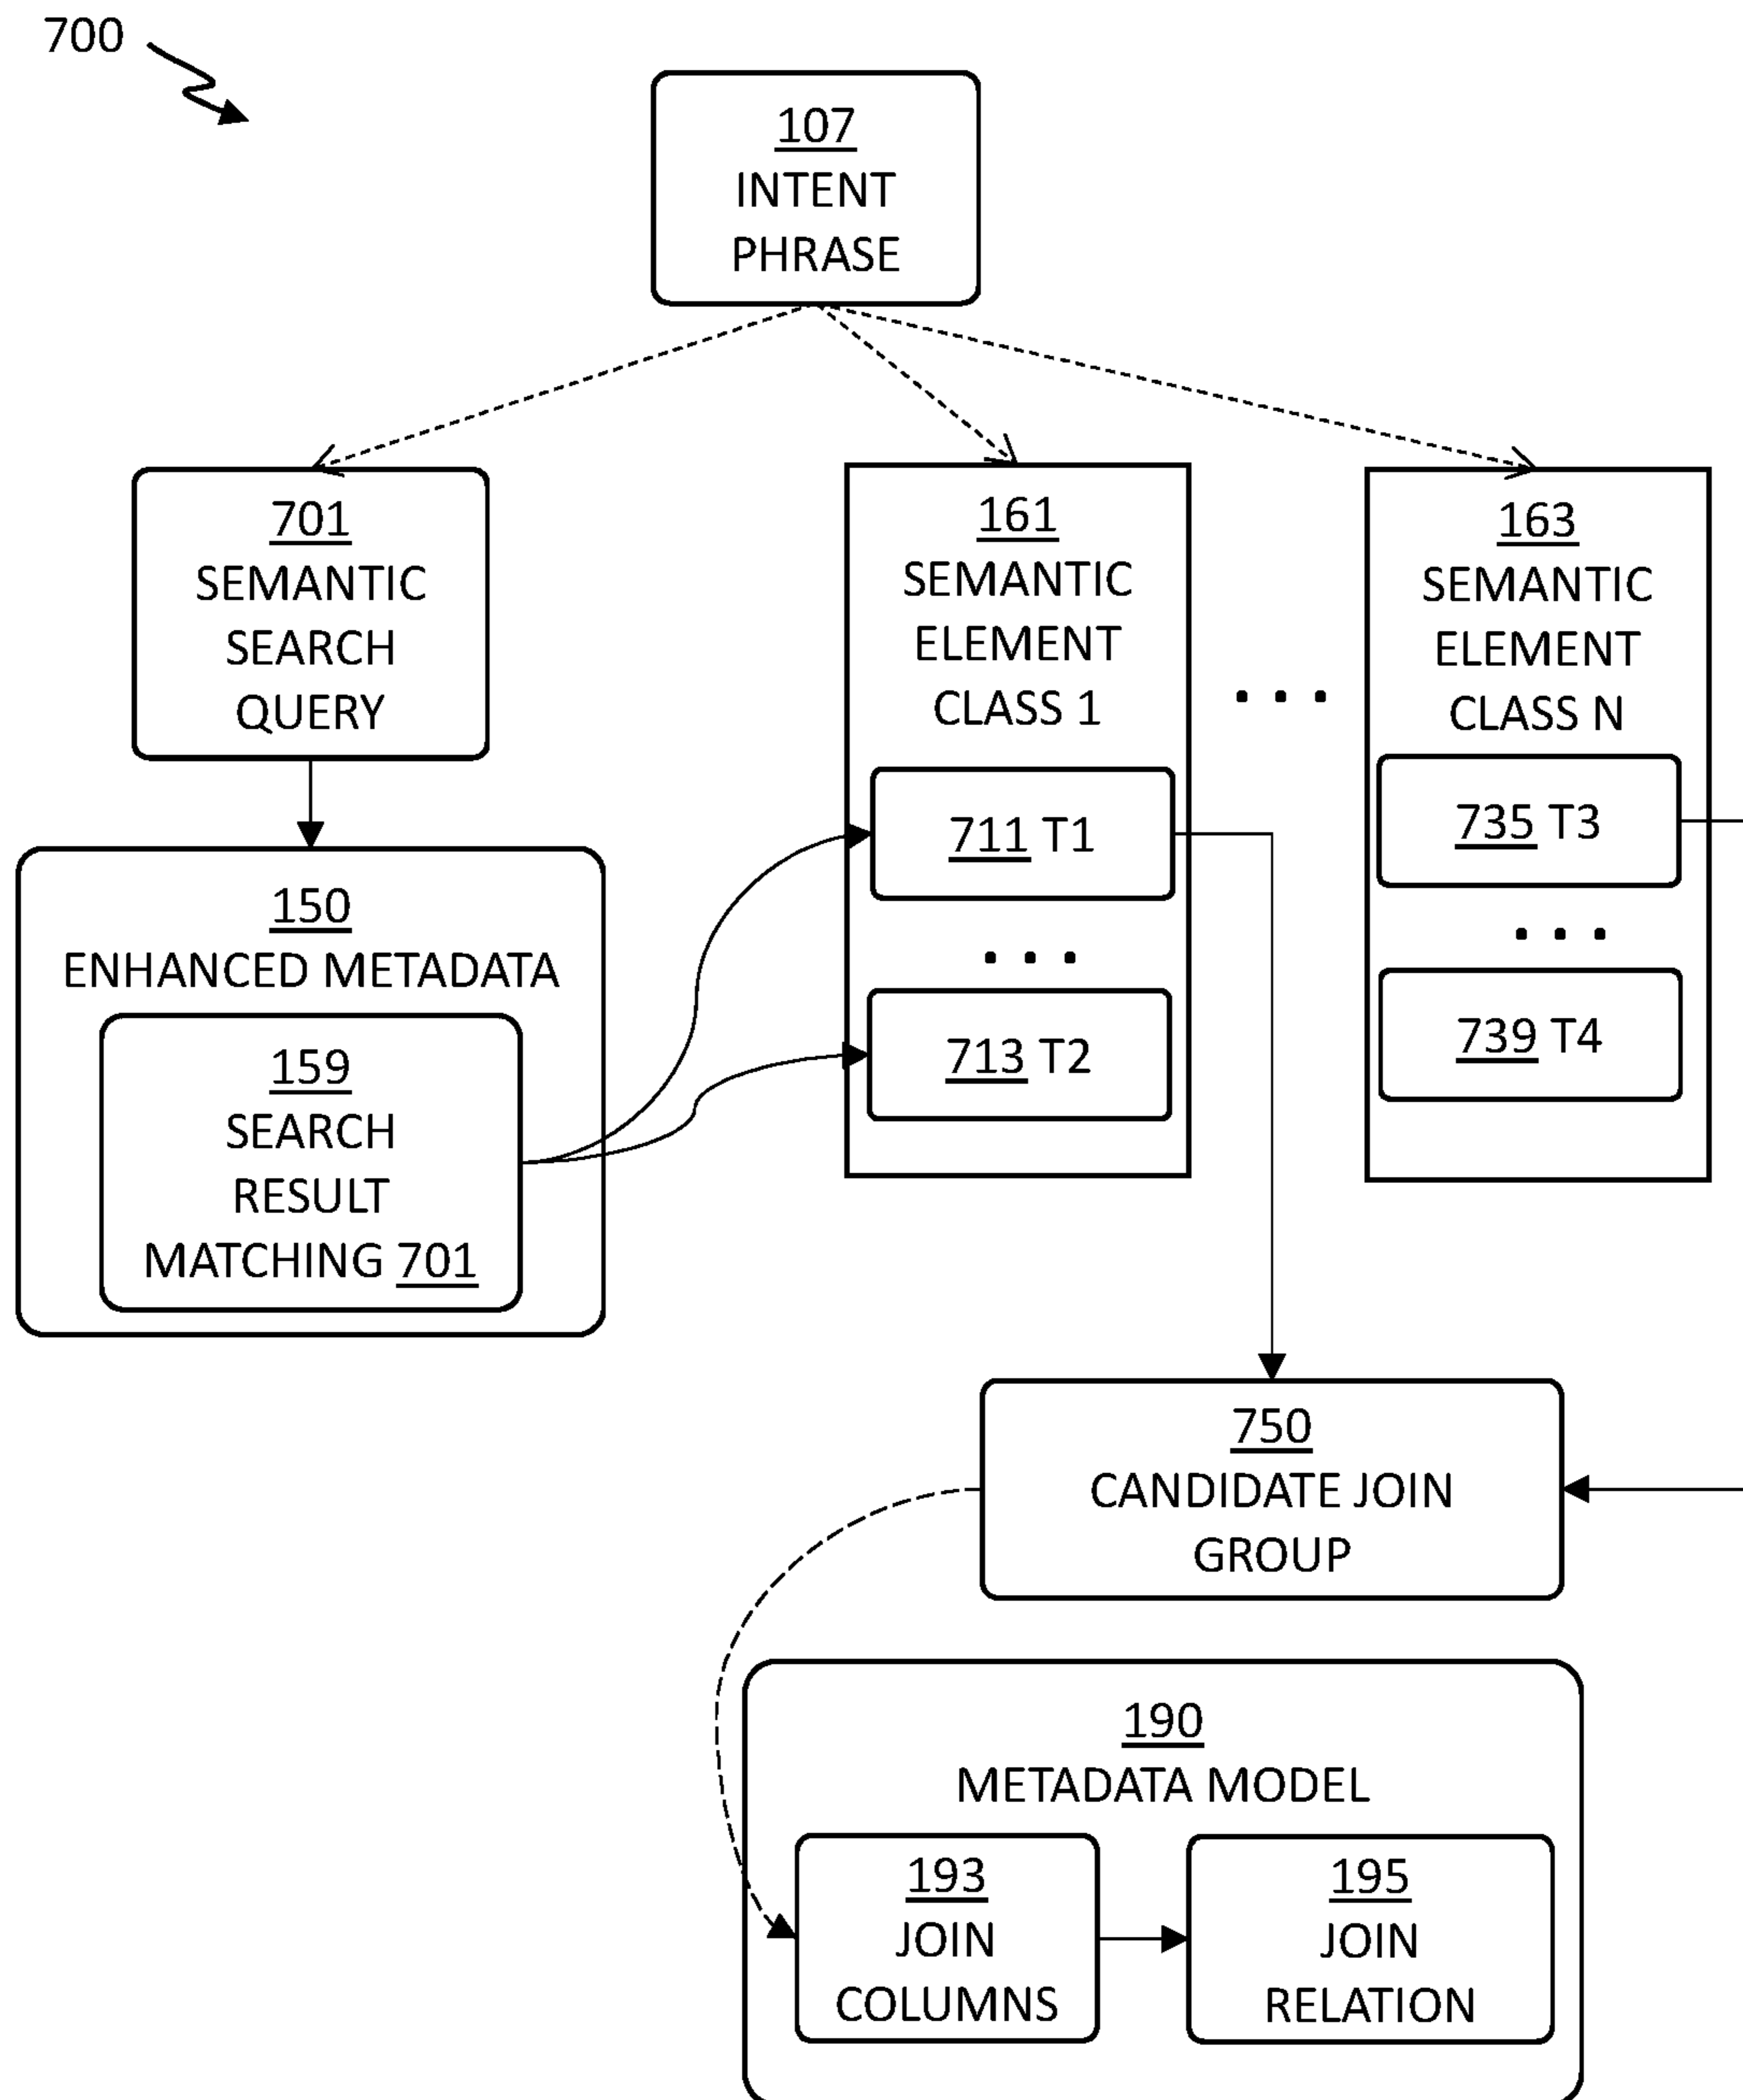 700
107
INTENT
PHRASE
701
SEMANTIC
SEARCH
QUERY
161
SEMANTIC
ELEMENT
CLASS 1
. . .
163
SEMANTIC
ELEMENT
CLASS N
711 T1
. . .
713 T2
735 T3
. . .
739 T4
150
ENHANCED METADATA
159
SEARCH
RESULT
MATCHING 701
750
CANDIDATE JOIN
GROUP
190
METADATA MODEL
193
JOIN
COLUMNS
195
JOIN
RELATION